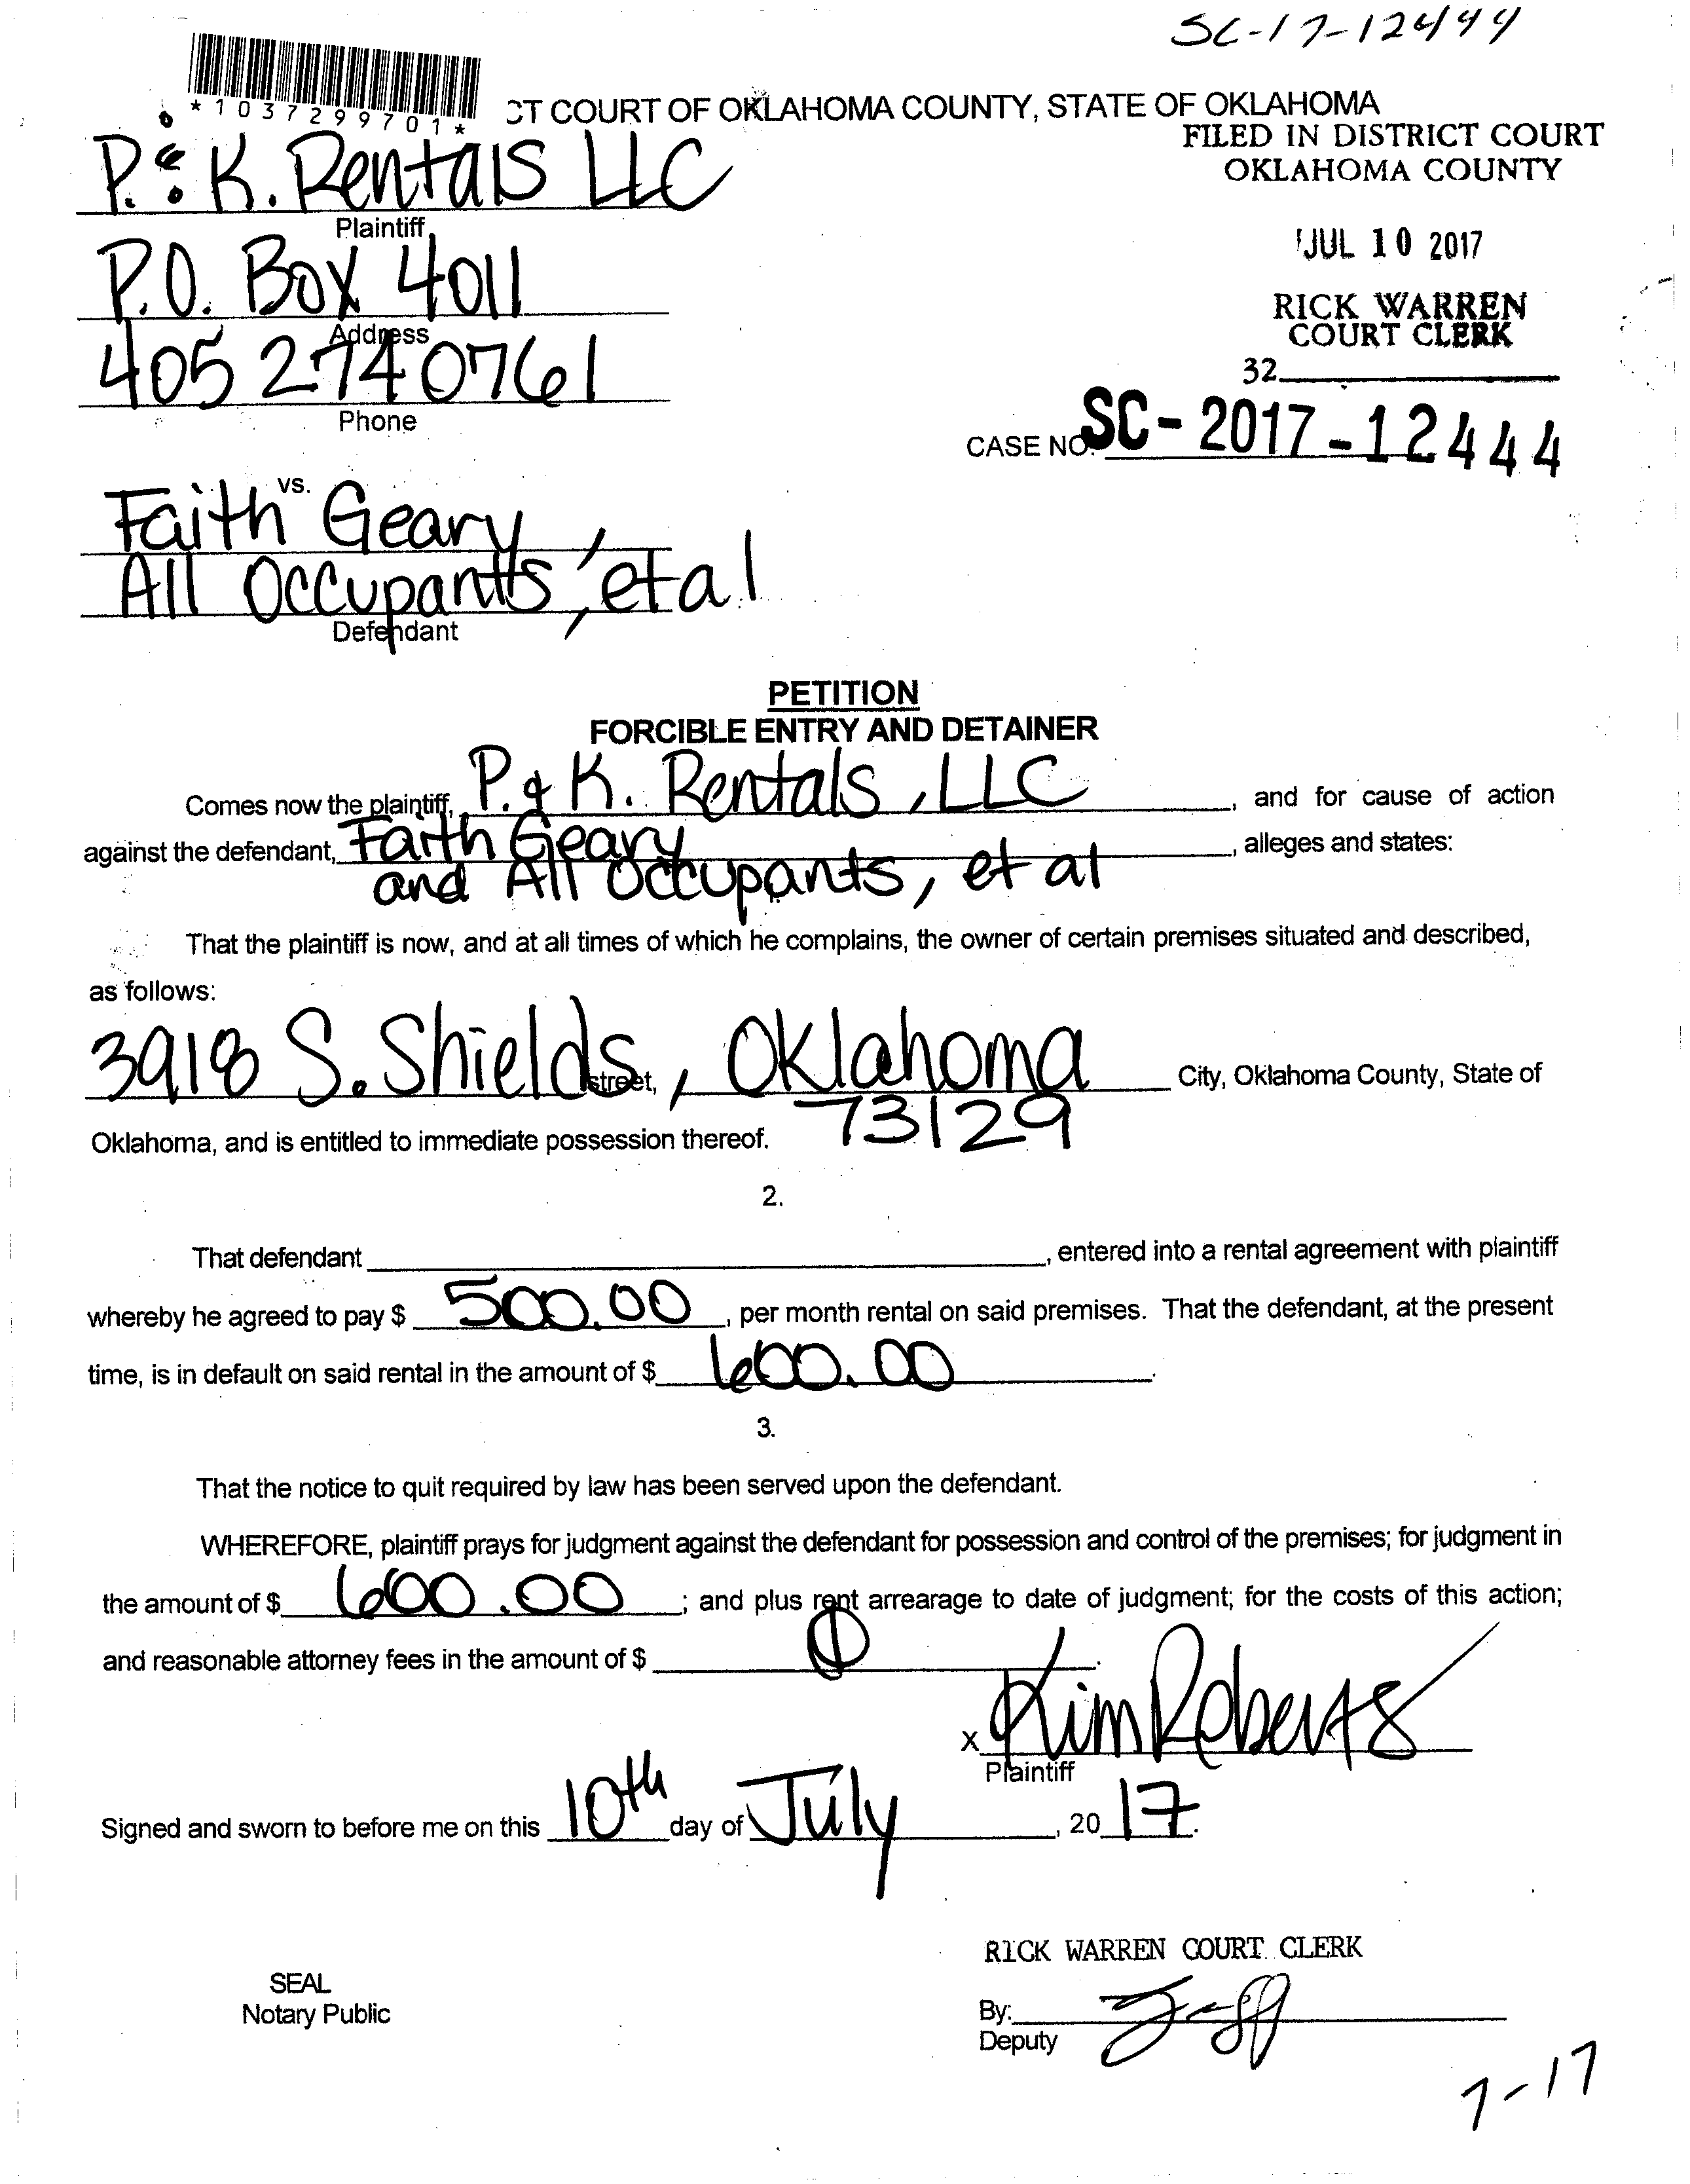 SC-17-12444
*1037299701*
CT COURT OF OKLAHOMA COUNTY, STATE OF OKLAHOMA
FILED IN DISTRICT COURT
OKLAHOMA COUNTY
P. & K. Rentals LLC
Plaintiff
JUL 10 2017
P.O. Box 4011
Address
RICK WARREN
COURT CLERK
405 274 0761
Phone
32
CASE NO. SC-2017-12444
vs.
Faith Geary,
All Occupants, et al
Defendant
PETITION
FORCIBLE ENTRY AND DETAINER
Comes now the plaintiff, P. & K. Rentals, LLC, and for cause of action
against the defendant, Faith Geary, alleges and states:
and All Occupants, et al
That the plaintiff is now, and at all times of which he complains, the owner of certain premises situated and described,
as follows:
3918 S. Shields street, Oklahoma City, Oklahoma County, State of
73129
Oklahoma, and is entitled to immediate possession thereof.
2.
That defendant, entered into a rental agreement with plaintiff
whereby he agreed to pay $ 500.00, per month rental on said premises. That the defendant, at the present
time, is in default on said rental in the amount of $ 600.00.
3.
That the notice to quit required by law has been served upon the defendant.
WHEREFORE, plaintiff prays for judgment against the defendant for possession and control of the premises; for judgment in
the amount of $ 600.00; and plus rent arrearage to date of judgment; for the costs of this action;
and reasonable attorney fees in the amount of $ 0.
X Kim Roberts
Plaintiff
Signed and sworn to before me on this 10th day of July, 20 17.
RICK WARREN COURT CLERK
SEAL
Notary Public
By:
Deputy
7-17